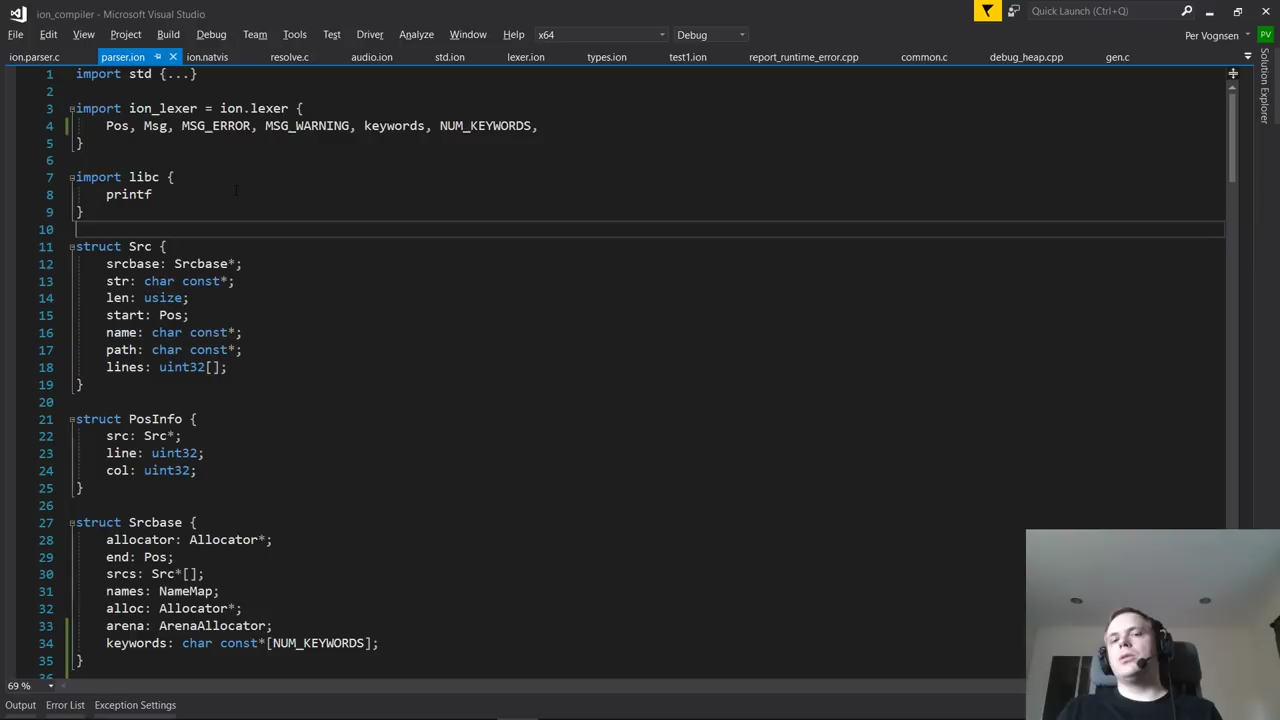 ion_compiler - Microsoft Visual Studio
Quick Launch (Ctrl+Q)
File Edit View Project Build Debug Team Tools Test Driver Analyze Window Help x64 Debug Per Vognsen PV
ion.parser.c parser.ion ion.natvis resolve.c audio.ion std.ion lexer.ion types.ion test1.ion report_runtime_error.cpp common.c debug_heap.cpp gen.c
Solution Explorer
1 import std {...}
2
3 import ion_lexer = ion.lexer {
4 Pos, Msg, MSG_ERROR, MSG_WARNING, keywords, NUM_KEYWORDS,
5 }
6
7 import libc {
8 printf
9 }
10
11 struct Src {
12 srcbase: Srcbase*;
13 str: char const*;
14 len: usize;
15 start: Pos;
16 name: char const*;
17 path: char const*;
18 lines: uint32[];
19 }
20
21 struct PosInfo {
22 src: Src*;
23 line: uint32;
24 col: uint32;
25 }
26
27 struct Srcbase {
28 allocator: Allocator*;
29 end: Pos;
30 srcs: Src*[];
31 names: NameMap;
32 alloc: Allocator*;
33 arena: ArenaAllocator;
34 keywords: char const*[NUM_KEYWORDS];
35 }
36
69 %
Output Error List Exception Settings